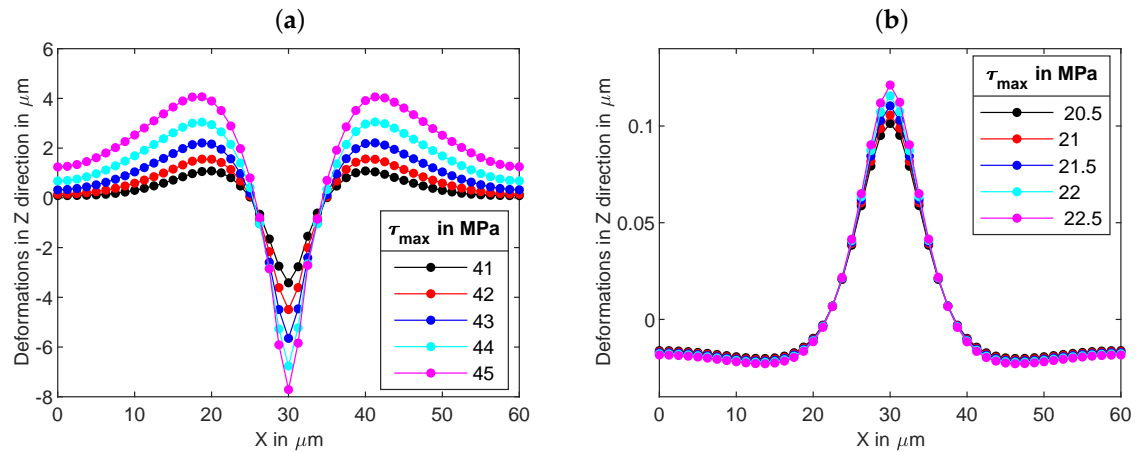 (a)
Deformations in Z direction in μm
6
4
2
0
-2
-4
-6
-8
0 10 20 30 40 50 60
X in μm
τmax in MPa
41
42
43
44
45
(b)
Deformations in Z direction in μm
0.1
0.05
0
0 10 20 30 40 50 60
X in μm
τmax in MPa
20.5
21
21.5
22
22.5